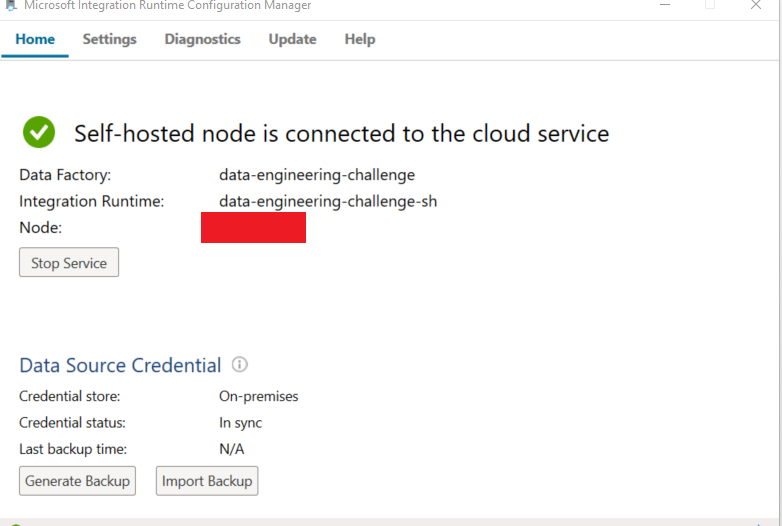 Microsoft Integration Runtime Configuration Manager
Home Settings Diagnostics Update Help
Self-hosted node is connected to the cloud service
Data Factory: data-engineering-challenge
Integration Runtime: data-engineering-challenge-sh
Node:
Stop Service
Data Source Credential
Credential store: On-premises
Credential status: In sync
Last backup time: N/A
Generate Backup Import Backup